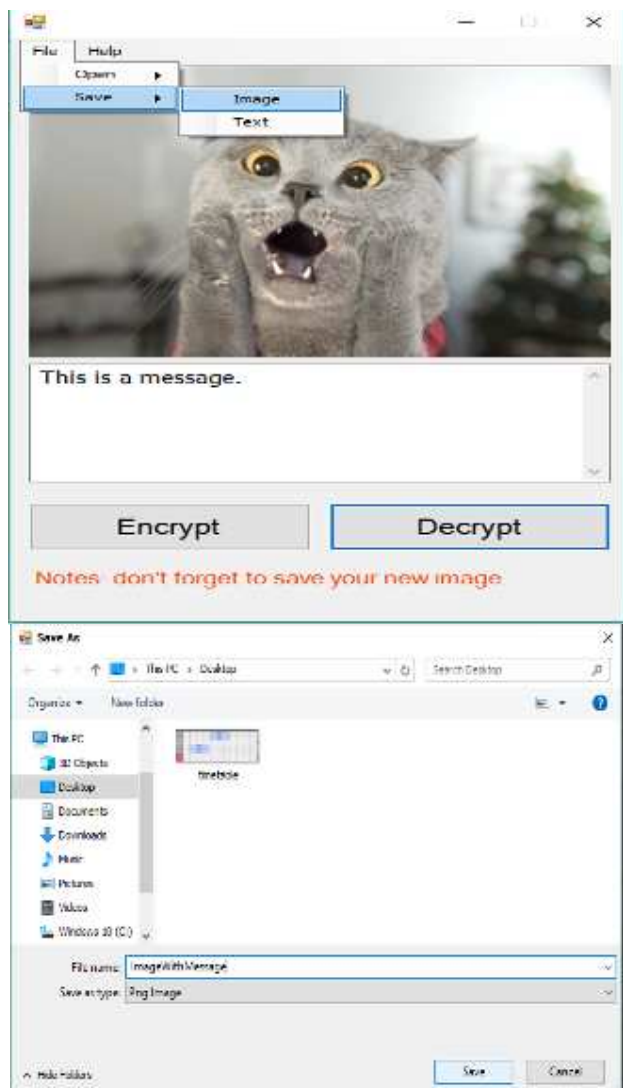 File Help
Open
Save
Image
Text
This is a message.
Encrypt Decrypt
Notes don't forget to save your new image
Save As
This PC › Desktop
Search Desktop
Organize New folder
This PC
3D Objects
Desktop
Documents
Downloads
Music
Pictures
Videos
Windows 10 (C:)
timetable
File name: ImageWithMessage
Save as type: Png Image
Hide Folders
Save Cancel